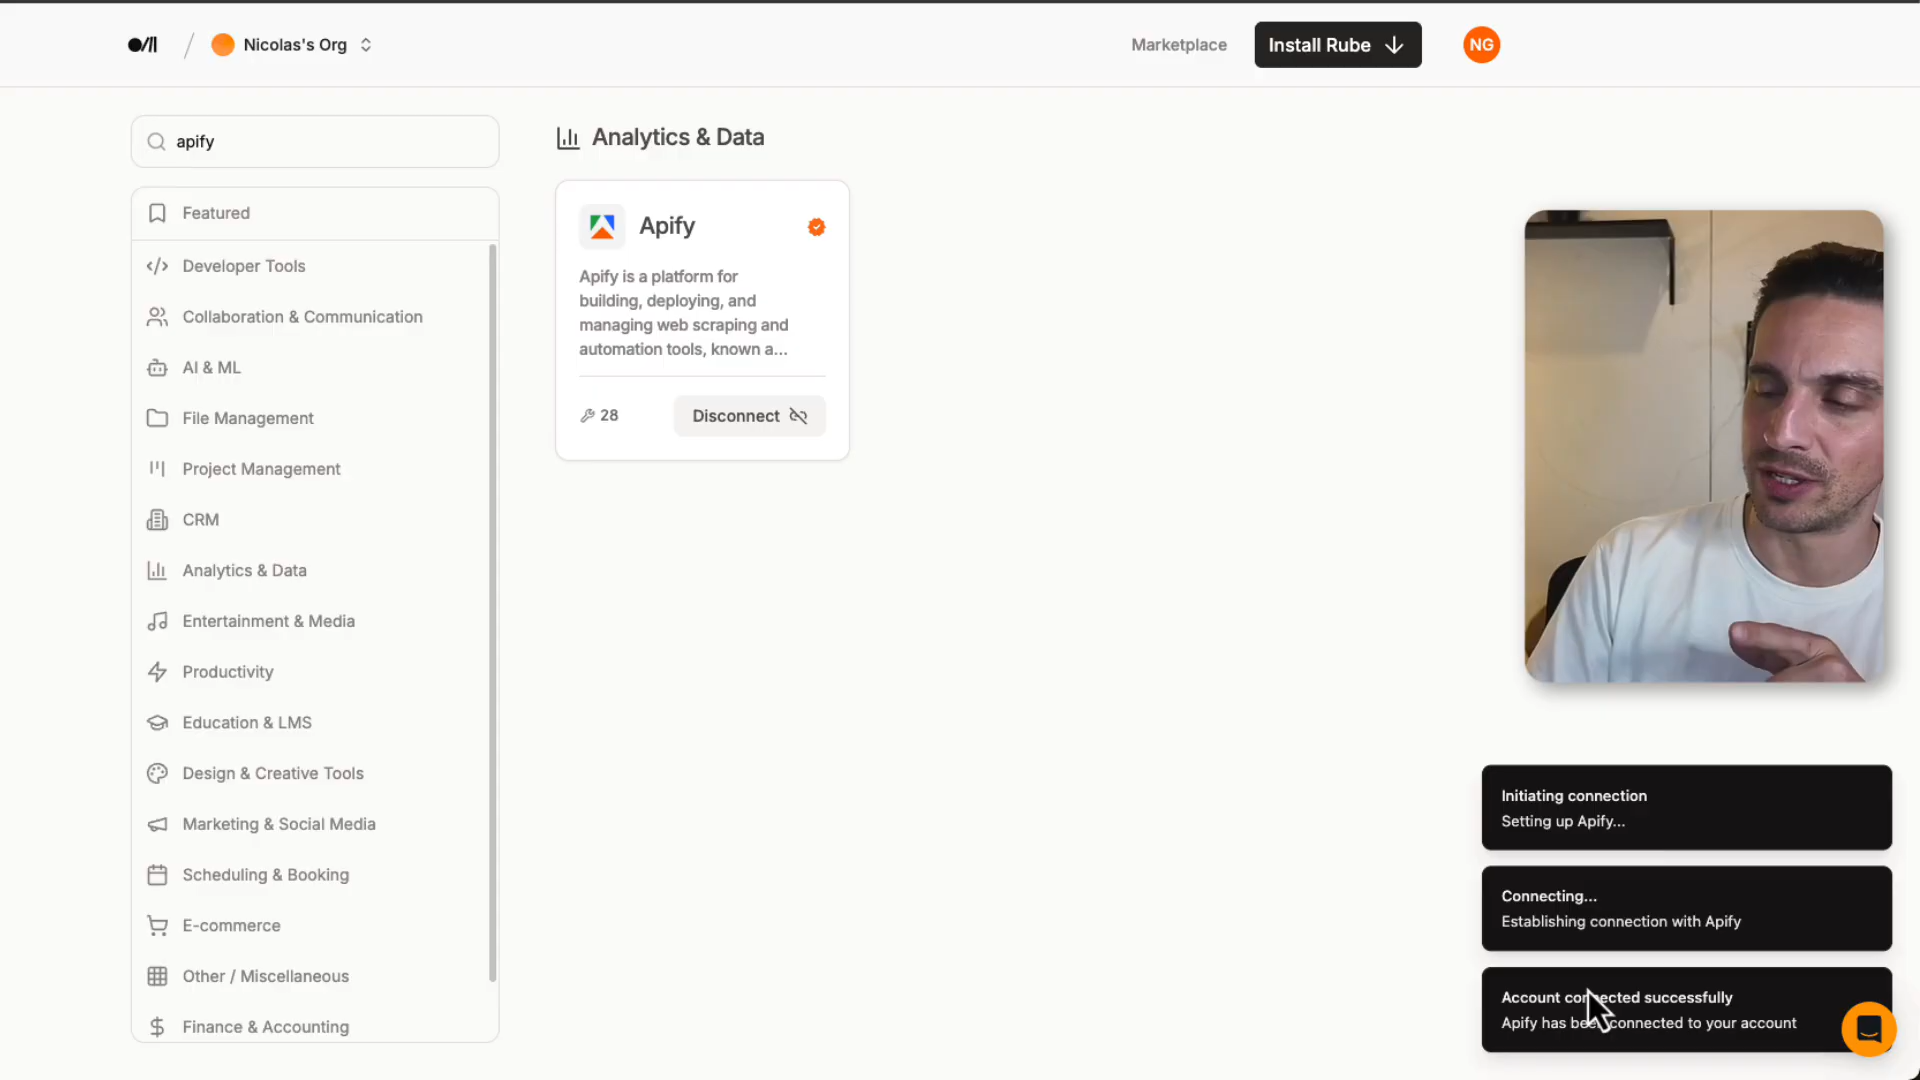 Nicolas's Org
Marketplace
Install Rube
NG
apify
Featured
Developer Tools
Collaboration & Communication
AI & ML
File Management
Project Management
CRM
Analytics & Data
Entertainment & Media
Productivity
Education & LMS
Design & Creative Tools
Marketing & Social Media
Scheduling & Booking
E-commerce
Other / Miscellaneous
Finance & Accounting
Analytics & Data
Apify
Apify is a platform for
building, deploying, and
managing web scraping and
automation tools, known a...
28
Disconnect
Initiating connection
Setting up Apify...
Connecting...
Establishing connection with Apify
Account connected successfully
Apify has been connected to your account